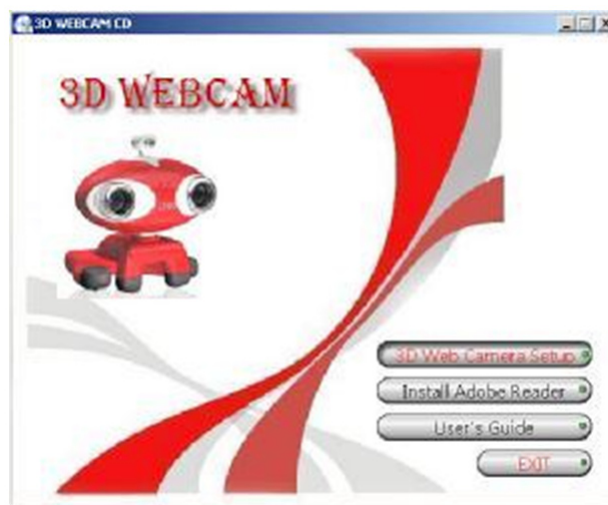 3D WEBCAM CD
3D WEBCAM
3D Web Camera Setup
Install Adobe Reader
User's Guide
EXIT